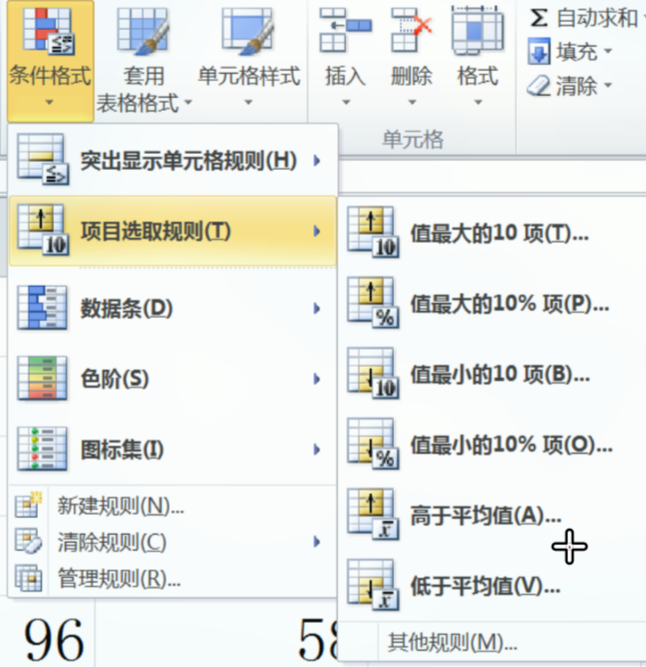 条件格式
套用
表格格式
单元格样式
插入
删除
格式
Σ 自动求和
填充
清除
单元格
突出显示单元格规则(H)
项目选取规则(T)
数据条(D)
色阶(S)
图标集(I)
新建规则(N)...
清除规则(C)
管理规则(R)...
值最大的10 项(T)...
值最大的10% 项(P)...
值最小的10 项(B)...
值最小的10% 项(O)...
高于平均值(A)...
低于平均值(V)...
其他规则(M)...
96
58